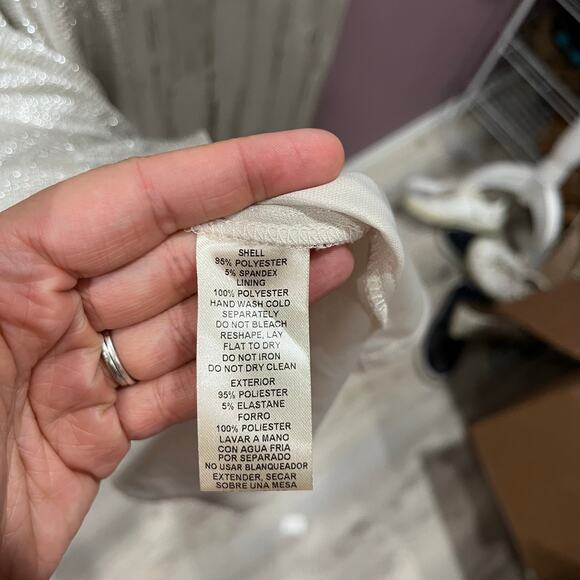 SHELL
95% POLYESTER
5% SPANDEX
LINING
100% POLYESTER
HAND WASH COLD
SEPARATELY
DO NOT BLEACH
RESHAPE, LAY
FLAT TO DRY
DO NOT IRON
DO NOT DRY CLEAN
EXTERIOR
95% POLIESTER
5% ELASTANE
FORRO
100% POLIESTER
LAVAR A MANO
CON AGUA FRIA
POR SEPARADO
NO USAR BLANQUEADOR
EXTENDER, SECAR
SOBRE UNA MESA